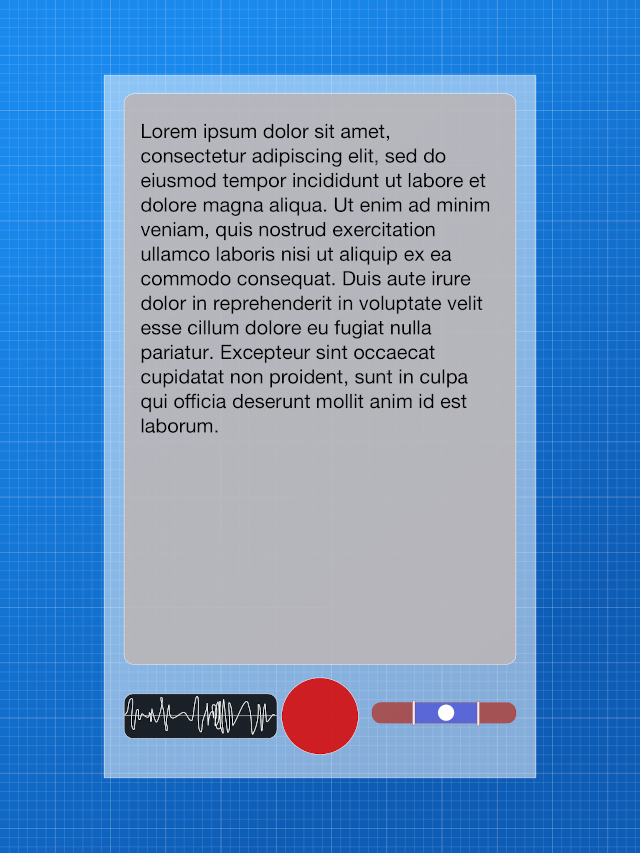 Lorem ipsum dolor sit amet,
consectetur adipiscing elit, sed do
eiusmod tempor incididunt ut labore et
dolore magna aliqua. Ut enim ad minim
veniam, quis nostrud exercitation
ullamco laboris nisi ut aliquip ex ea
commodo consequat. Duis aute irure
dolor in reprehenderit in voluptate velit
esse cillum dolore eu fugiat nulla
pariatur. Excepteur sint occaecat
cupidatat non proident, sunt in culpa
qui officia deserunt mollit anim id est
laborum.